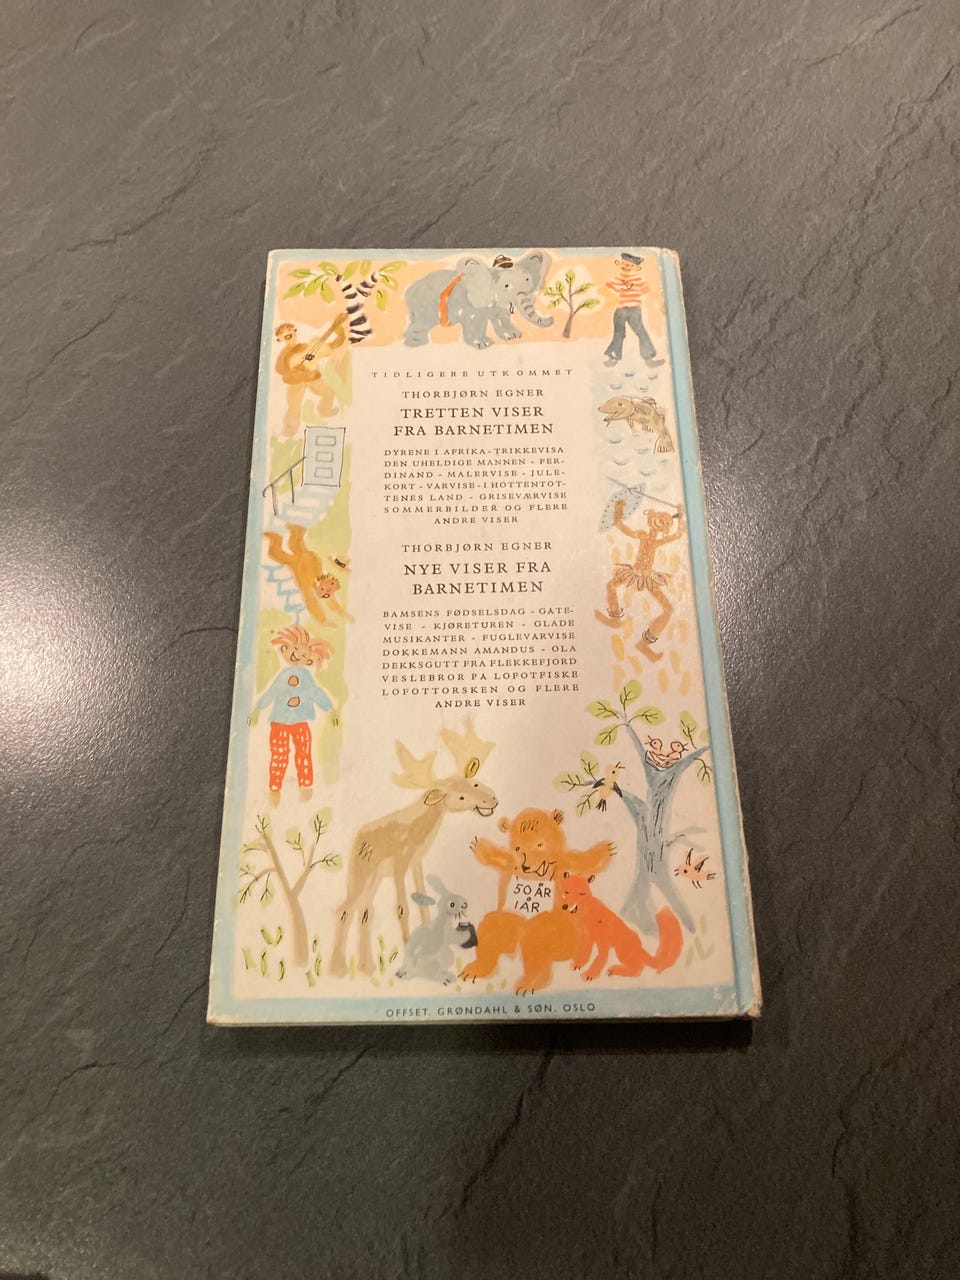 TIDLIGERE UTKOMMET
THORBJØRN EGNER
TRETTEN VISER
FRA BARNETIMEN
DYRENE I AFRIKA - TRIKKEVISA
DEN UHELDIGE MANNEN - FER-
DINAND - MALERVISE - JULE-
KORT - VÅRVISE - I HOTTENTOT-
TENES LAND - GRISEVÆRVISE
SOMMERBILDER OG FLERE
ANDRE VISER
THORBJØRN EGNER
NYE VISER FRA
BARNETIMEN
BAMSENS FØDSELSDAG - GATE-
VISE - KJØRETUREN - GLADE
MUSIKANTER - FUGLEVÅRVISE
DOKKEMANN AMANDUS - OLA
DEKKSGUTT FRA FLEKKEFJORD
VESLEBROR PÅ LOFOTFISKE
LOFOTTORSKEN OG FLERE
ANDRE VISER
50 ÅR
I ÅR
OFFSET. GRØNDAHL & SØN. OSLO